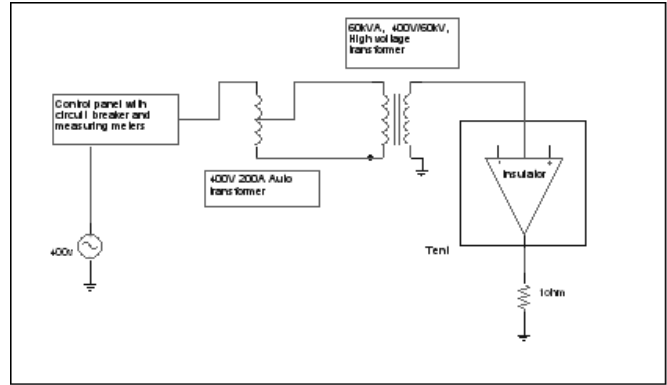 60kVA, 400V/60kV,
High voltage
transformer
Control panel with
circuit breaker and
measuring meters
400V 200A Auto
transformer
Insulator
Tent
400v
1ohm